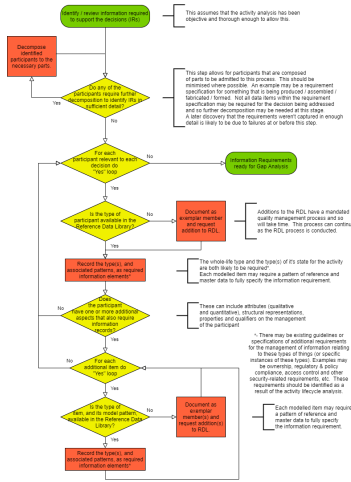 Identify / review information required
to support the decisions (IRs)
This assumes that the activity analysis has been
objective and thorough enough to allow this.
Decompose
identified
participants to the
necessary parts.
Do any of the
participants require further
decomposition to identify IRs in
sufficient detail?
Yes
No
This step allows for participants that are composed
of parts to be admitted to this process. This should be
minimised where possible. An example may be a requirement
specification for something that is being produced / assembled /
fabricated / formed. Not all data items within the requirement
specification may be required for the decision being addressed
and so further decomposition may be needed at this stage.
A later discovery that the requirements weren't captured in enough
detail is likely to be due to failures at or before this step.
For each
participant relevant to each
decision do
"Yes" loop
No
Information Requirements
ready for Gap Analysis
Yes
Is the type of
participant available in the
Reference Data Library?
No
Document as
exemplar member
and request
addition to RDL
Additions to the RDL have a mandated
quality management process and so
will take time. This process can continue
as the RDL process is conducted.
Yes
Record the type(s), and
associated patterns, as required
information elements*
The whole-life type and the type(s) of it's state for the activity
are both likely to be required*.
Each modelled item may require a pattern of reference and
master data to fully specify the information requirement.
Does
the participant
have one or more additional
aspects that also require
information
records?
No
Yes
These can include attributes (qualitative
and quantitative), structural representations,
properties and qualifiers on the management
of the participant
For each
additional item do
"Yes" loop
No
Yes
*- There may be existing guidelines or
specifications of additional requirements
for the management of information relating
to these types of things (or specific
instances of these types). Examples may
be ownership, regulatory & policy
compliance, access control and other
security-related requirements, etc. These
requirements should be identified as a
result of the activity lifecycle analysis.
Is the type of
item, and its model pattern,
available in the Reference Data
Library?
No
Document as
exemplar
member(s) and
request addition(s)
to RDL
Each modelled item may require
a pattern of reference and
master data to fully specify
the information requirement.
Yes
Record the type(s), and
associated patterns, as required
information elements*